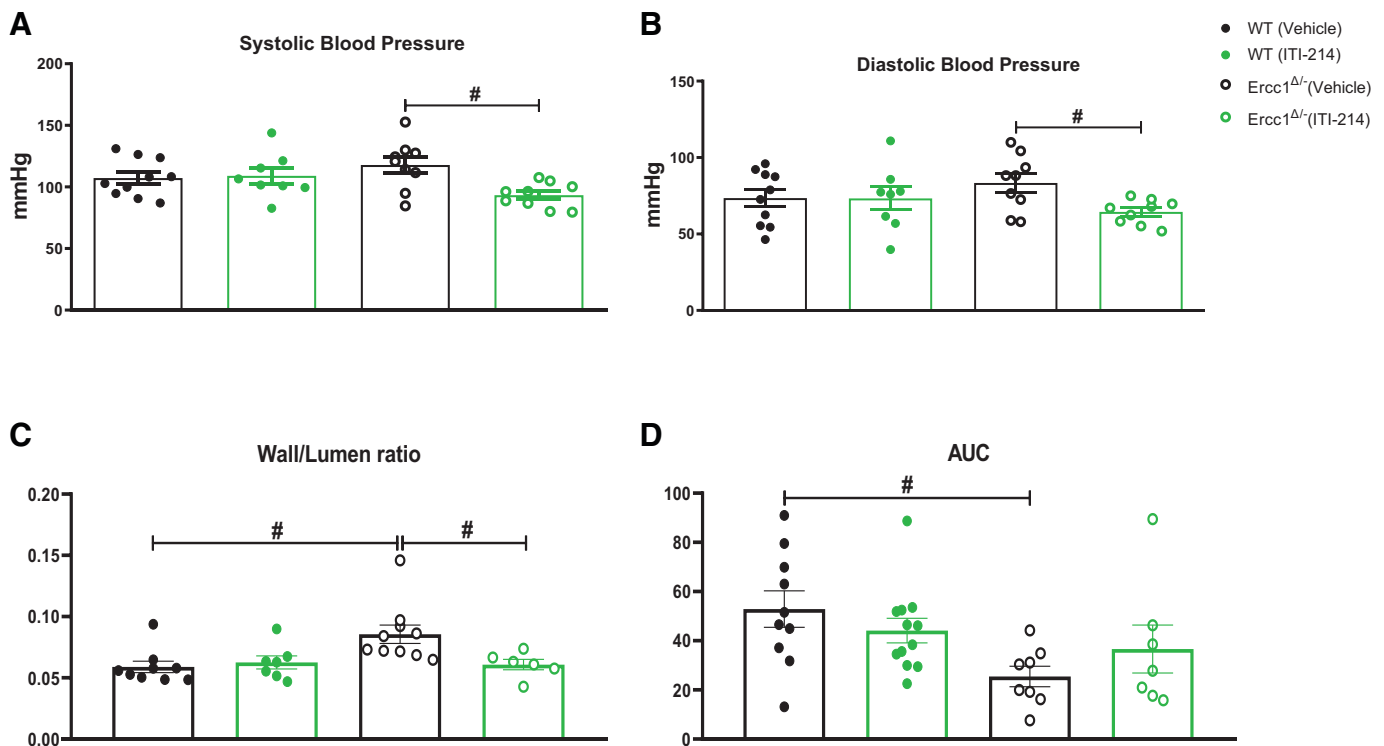 A
Systolic Blood Pressure
mmHg
200
150
100
50
0
#
B
Diastolic Blood Pressure
mmHg
150
100
50
0
#
WT (Vehicle)
WT (ITI-214)
Ercc1Δ/-(Vehicle)
Ercc1Δ/-(ITI-214)
C
Wall/Lumen ratio
0.20
0.15
0.10
0.05
0.00
# #
D
AUC
100
80
60
40
20
0
#